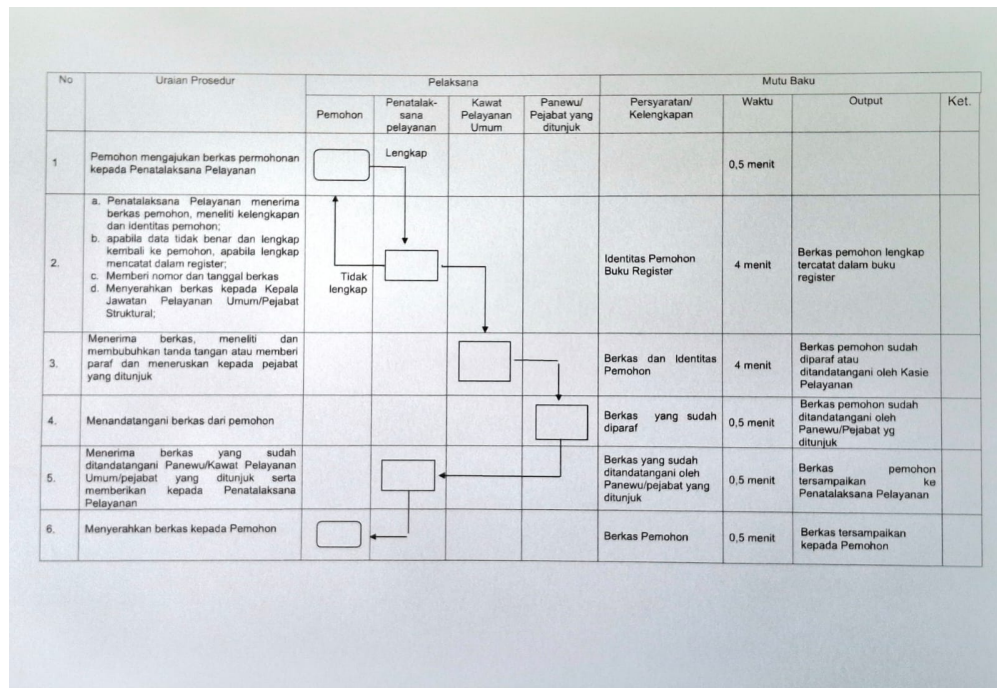 No
Uraian Prosedur
Pelaksana
Mutu Baku
Pemohon
Penatalak-
sana
pelayanan
Kawat
Pelayanan
Umum
Panewu/
Pejabat yang
ditunjuk
Persyaratan/
Kelengkapan
Waktu
Output
Ket.
1
Pemohon mengajukan berkas permohonan
kepada Penatalaksana Pelayanan
Lengkap
0,5 menit
2.
a. Penatalaksana Pelayanan menerima
berkas pemohon, meneliti kelengkapan
dan identitas pemohon;
b. apabila data tidak benar dan lengkap
kembali ke pemohon, apabila lengkap
mencatat dalam register;
c. Memberi nomor dan tanggal berkas
d. Menyerahkan berkas kepada Kepala
Jawatan Pelayanan Umum/Pejabat
Struktural;
Tidak
lengkap
Identitas Pemohon
Buku Register
4 menit
Berkas pemohon lengkap
tercatat dalam buku
register
3.
Menerima berkas, meneliti dan
membubuhkan tanda tangan atau memberi
paraf dan meneruskan kepada pejabat
yang ditunjuk
Berkas dan Identitas
Pemohon
4 menit
Berkas pemohon sudah
diparaf atau
ditandatangani oleh Kasie
Pelayanan
4.
Menandatangani berkas dari pemohon
Berkas yang sudah
diparaf
0,5 menit
Berkas pemohon sudah
ditandatangani oleh
Panewu/Pejabat yg
ditunjuk
5.
Menerima berkas yang sudah
ditandatangani Panewu/Kawat Pelayanan
Umum/pejabat yang ditunjuk serta
memberikan kepada Penatalaksana
Pelayanan
Berkas yang sudah
ditandatangani oleh
Panewu/pejabat yang
ditunjuk
0,5 menit
Berkas pemohon
tersampaikan ke
Penatalaksana Pelayanan
6.
Menyerahkan berkas kepada Pemohon
Berkas Pemohon
0,5 menit
Berkas tersampaikan
kepada Pemohon